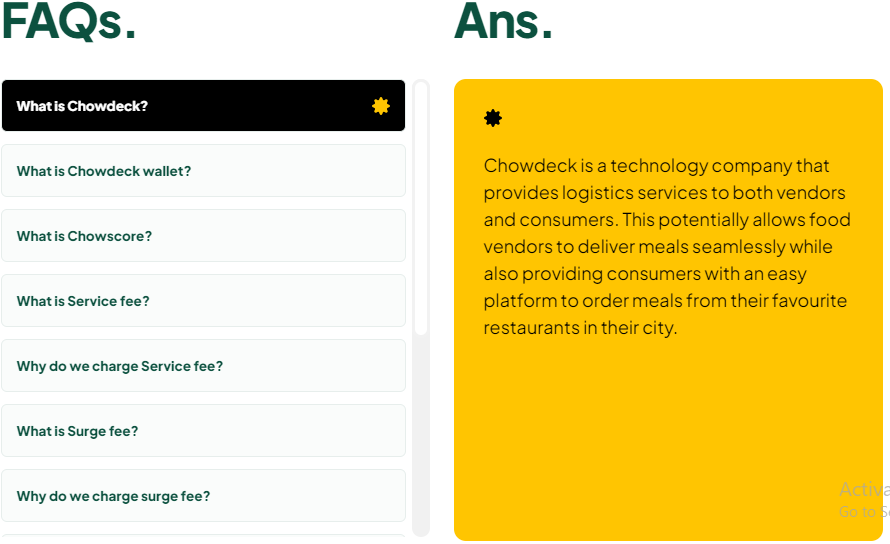 FAQs.
What is Chowdeck?
What is Chowdeck wallet?
What is Chowscore?
What is Service fee?
Why do we charge Service fee?
What is Surge fee?
Why do we charge surge fee?
Ans.
Chowdeck is a technology company that
provides logistics services to both vendors
and consumers. This potentially allows food
vendors to deliver meals seamlessly while
also providing consumers with an easy
platform to order meals from their favourite
restaurants in their city.
Go to